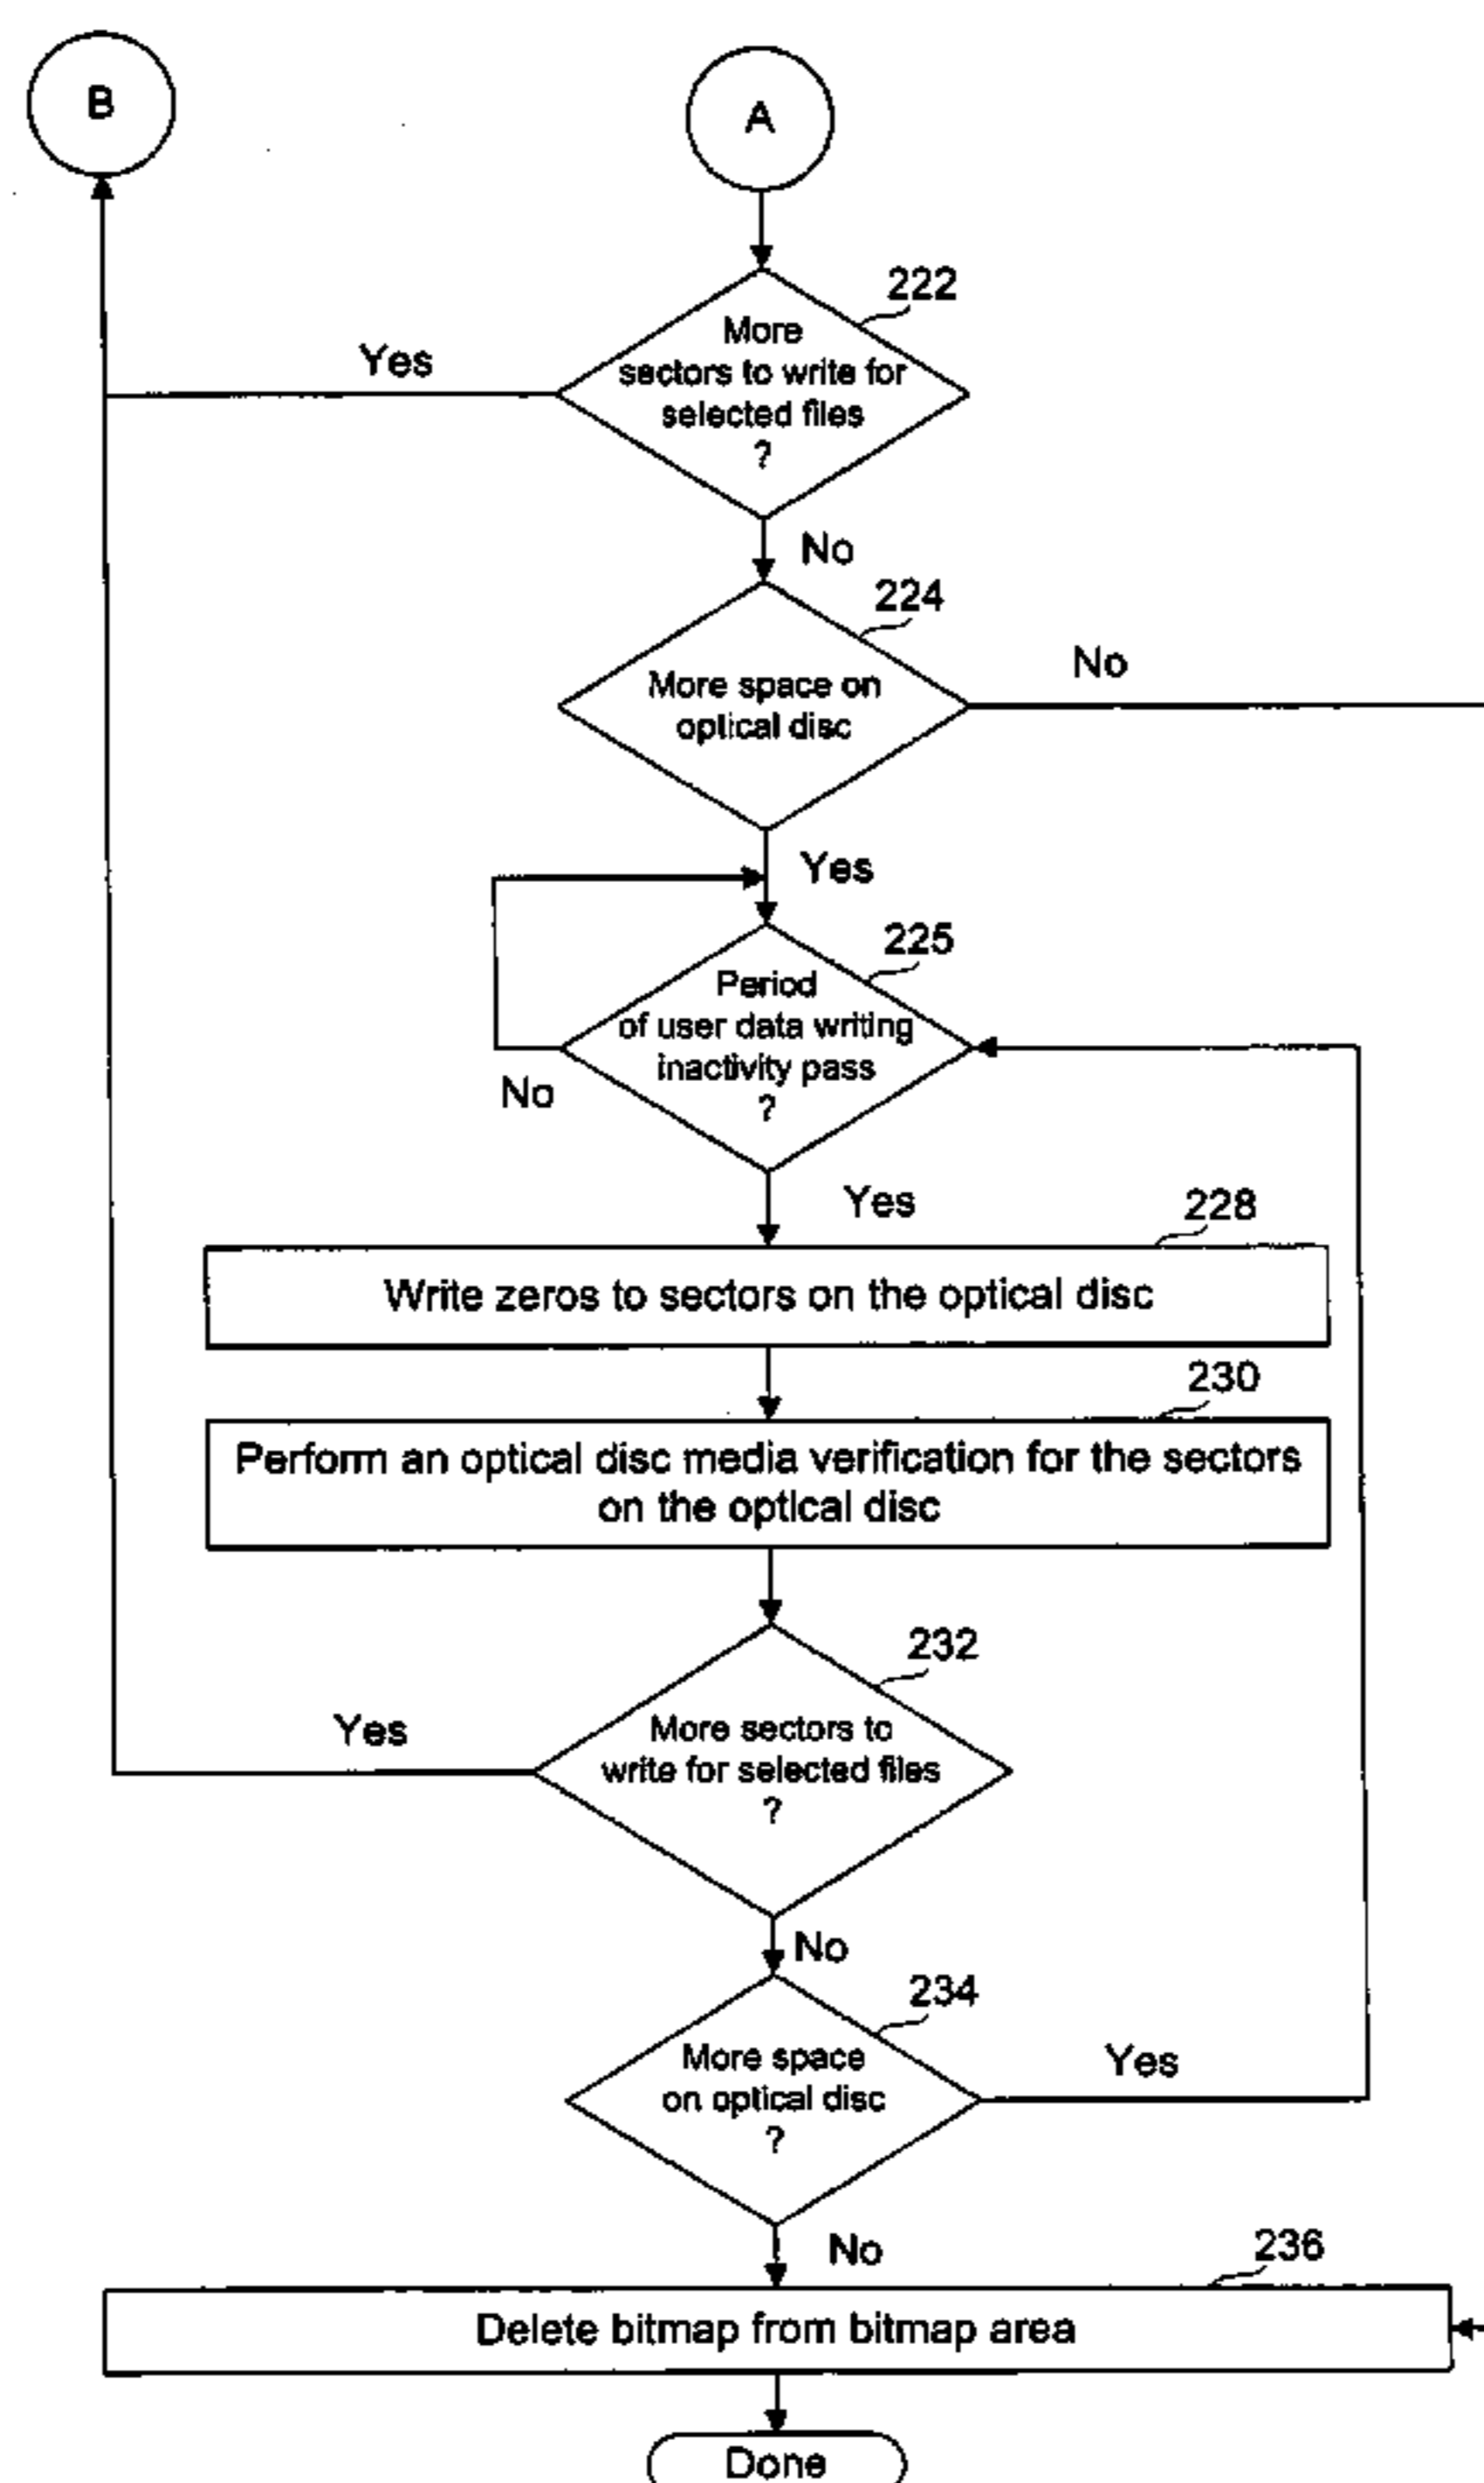 B
A
222
More
sectors to write for
selected files
?
Yes
No
224
More space on
optical disc
No
Yes
225
Period
of user data writing
inactivity pass
?
No
Yes
228
Write zeros to sectors on the optical disc
230
Perform an optical disc media verification for the sectors
on the optical disc
232
More sectors to
write for selected files
?
Yes
No
234
More space
on optical disc
?
Yes
No
236
Delete bitmap from bitmap area
Done